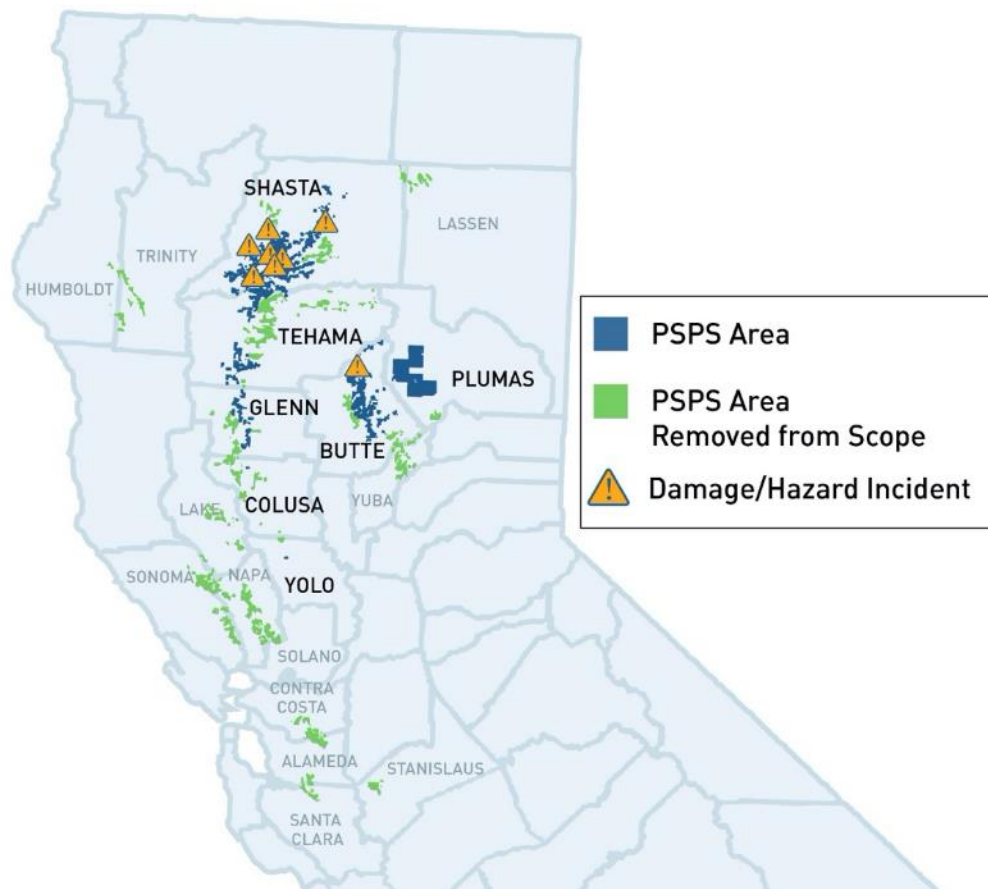 SHASTA
LASSEN
TRINITY
HUMBOLDT
TEHAMA
PLUMAS
GLENN
BUTTE
COLUSA
YUBA
LAKE
SONOMA
NAPA
YOLO
SOLANO
CONTRA
COSTA
ALAMEDA
STANISLAUS
SANTA
CLARA
PSPS Area
PSPS Area
Removed from Scope
Damage/Hazard Incident